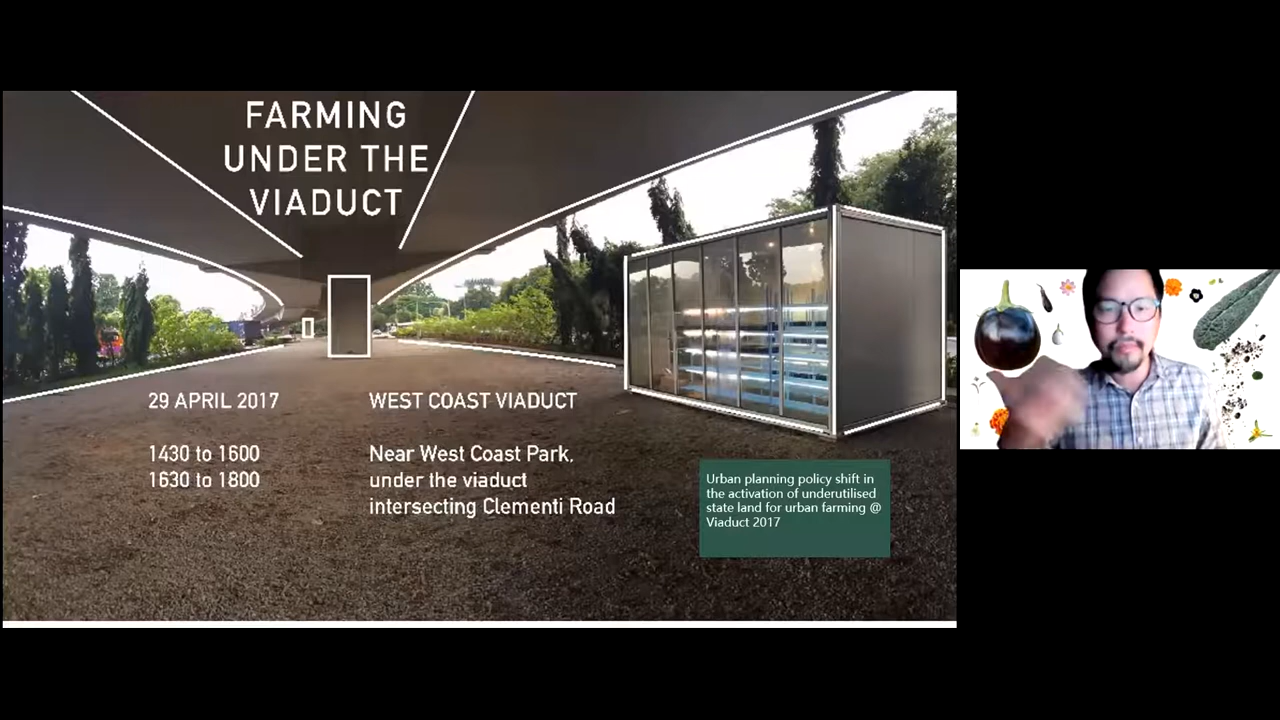 FARMING
UNDER THE
VIADUCT
29 APRIL 2017
1430 to 1600
1630 to 1800
WEST COAST VIADUCT
Near West Coast Park,
under the viaduct
intersecting Clementi Road
Urban planning policy shift in
the activation of underutilised
state land for urban farming @
Viaduct 2017